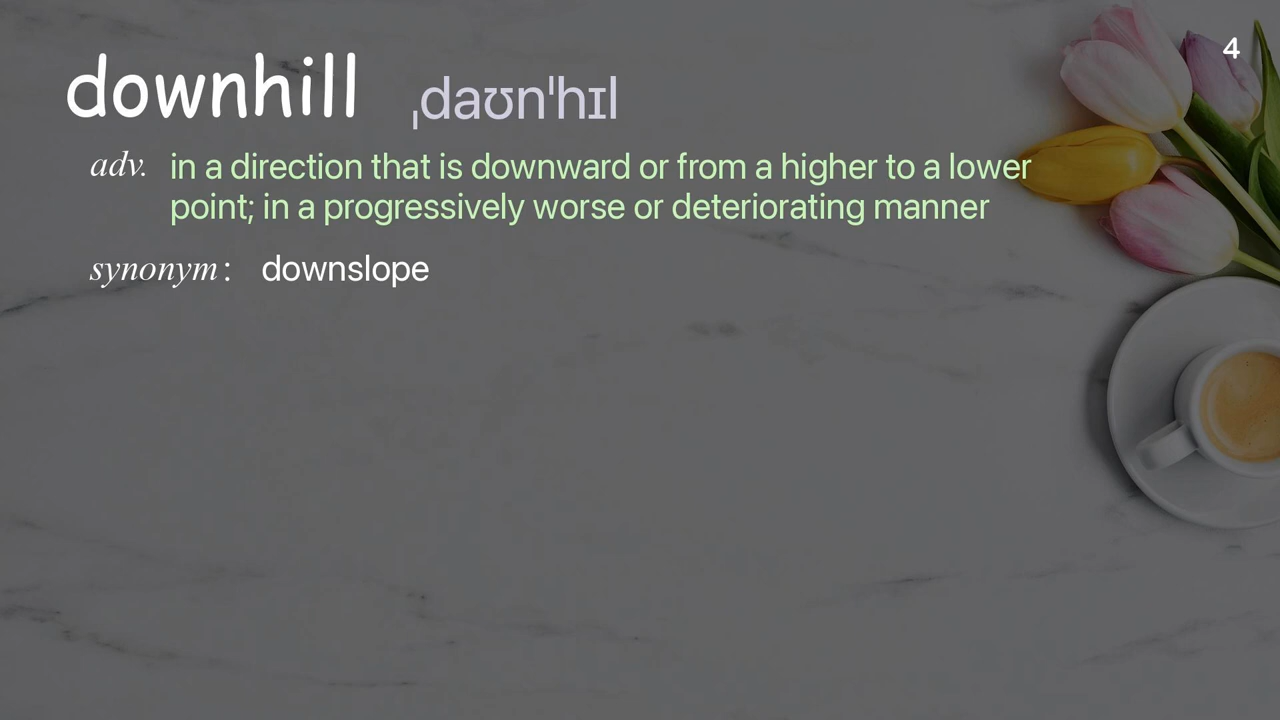 4
downhill ˌdaʊnˈhɪl
adv. in a direction that is downward or from a higher to a lower
point; in a progressively worse or deteriorating manner
synonym: downslope